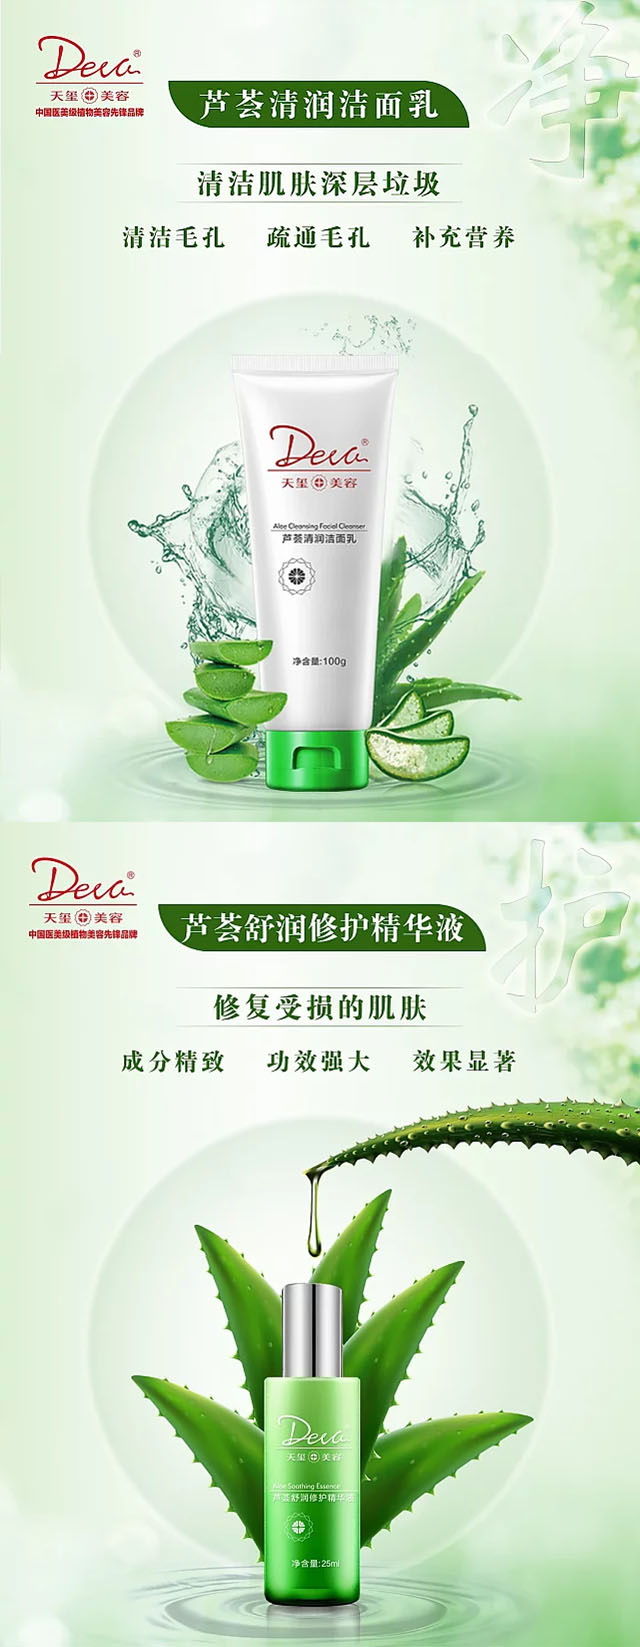 Dera®
天玺美容
中国医美级植物美容先锋品牌
芦荟清润洁面乳
净
清洁肌肤深层垃圾
清洁毛孔 疏通毛孔 补充营养
Dera®
天玺美容
Aloe Cleansing Facial Cleanser
芦荟清润洁面乳
净含量:100g
Dera®
天玺美容
中国医美级植物美容先锋品牌
芦荟舒润修护精华液
护
修复受损的肌肤
成分精致 功效强大 效果显著
Dera®
天玺美容
Aloe Soothing Essence
芦荟舒润修护精华液
净含量:25ml